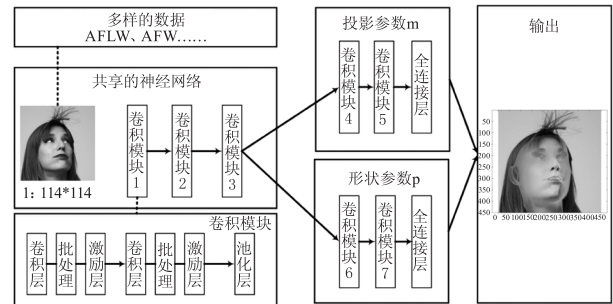 多样的数据
AFLW、AFW……
共享的神经网络
1: 114*114
卷积模块1
卷积模块2
卷积模块3
卷积模块
卷积层
批处理
激励层
卷积层
批处理
激励层
池化层
投影参数m
卷积模块4
卷积模块5
全连接层
形状参数p
卷积模块6
卷积模块7
全连接层
输出
50
100
150
200
250
300
350
400
450
0 50 100 150 200 250 300 350 400 450